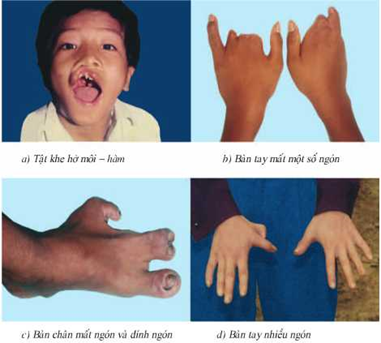 a) Tật khe hở môi – hàm
b) Bàn tay mất một số ngón
c) Bàn chân mất ngón và dính ngón
d) Bàn tay nhiều ngón